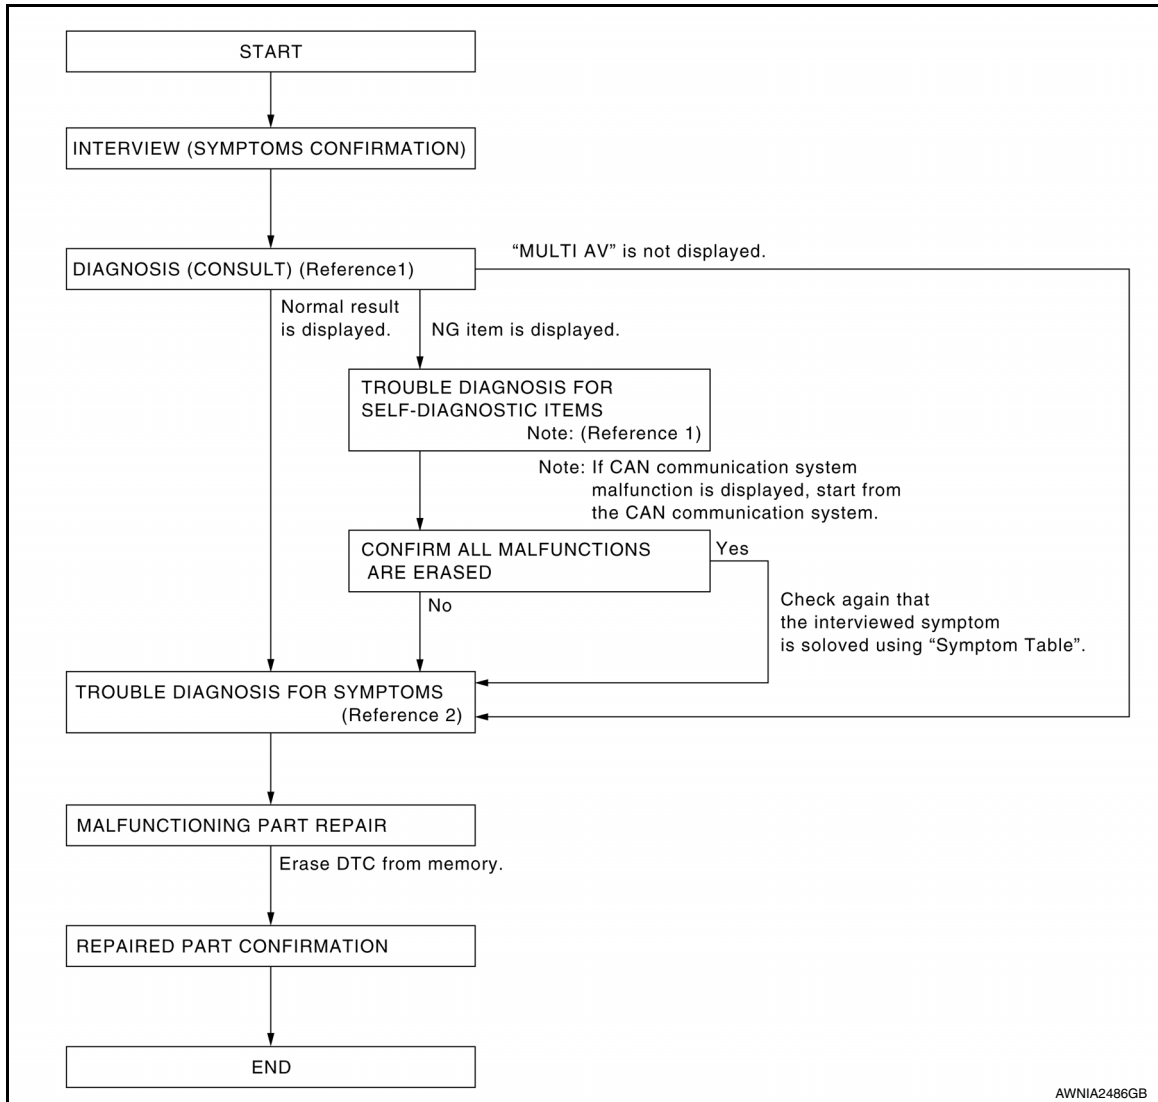 START
INTERVIEW (SYMPTOMS CONFIRMATION)
DIAGNOSIS (CONSULT) (Reference1)
“MULTI AV” is not displayed.
Normal result
is displayed.
NG item is displayed.
TROUBLE DIAGNOSIS FOR
SELF-DIAGNOSTIC ITEMS
Note: (Reference 1)
Note: If CAN communication system
malfunction is displayed, start from
the CAN communication system.
CONFIRM ALL MALFUNCTIONS
ARE ERASED
Yes
No
Check again that
the interviewed symptom
is soloved using “Symptom Table”.
TROUBLE DIAGNOSIS FOR SYMPTOMS
(Reference 2)
MALFUNCTIONING PART REPAIR
Erase DTC from memory.
REPAIRED PART CONFIRMATION
END
AWNIA2486GB